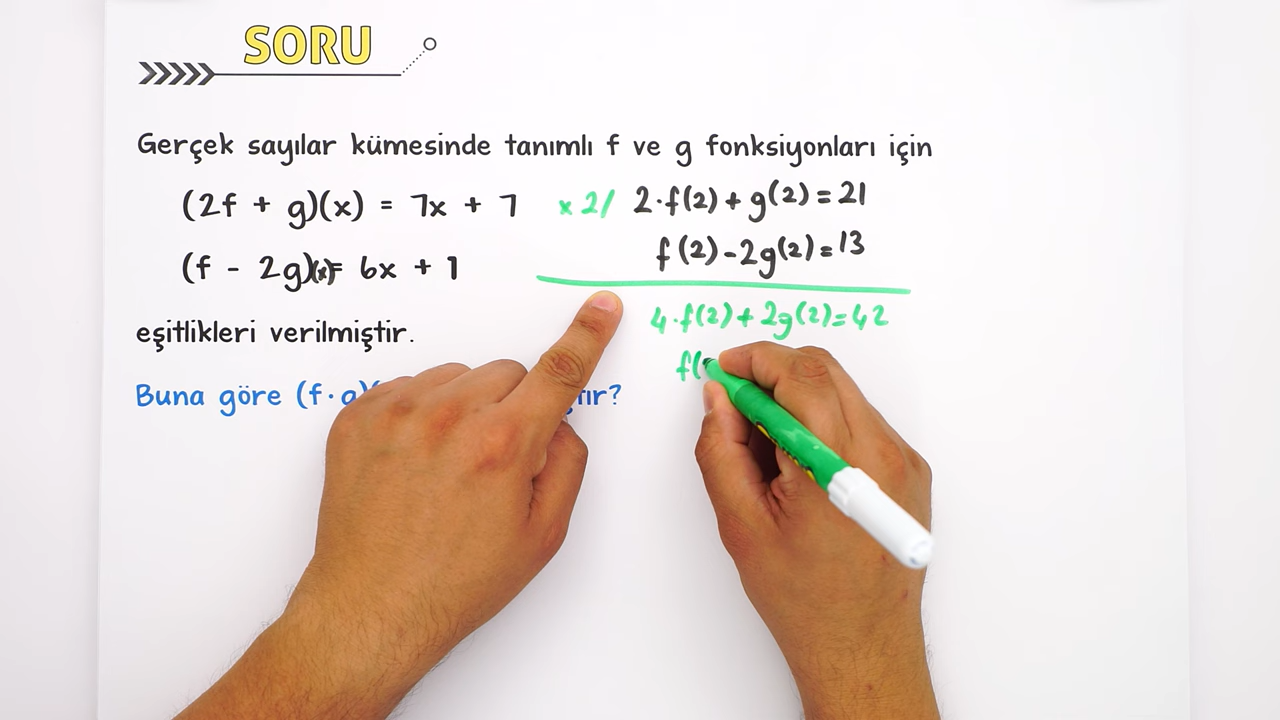 SORU
Gerçek sayılar kümesinde tanımlı f ve g fonksiyonları için
(2f + g)(x) = 7x + 7
x 2/ 2·f(2) + g(2) = 21
(f - 2g)(x) = 6x + 1
f(2) - 2g(2) = 13
4·f(2) + 2g(2) = 42
eşitlikleri verilmiştir.
f(
Buna göre (f·g)(
?